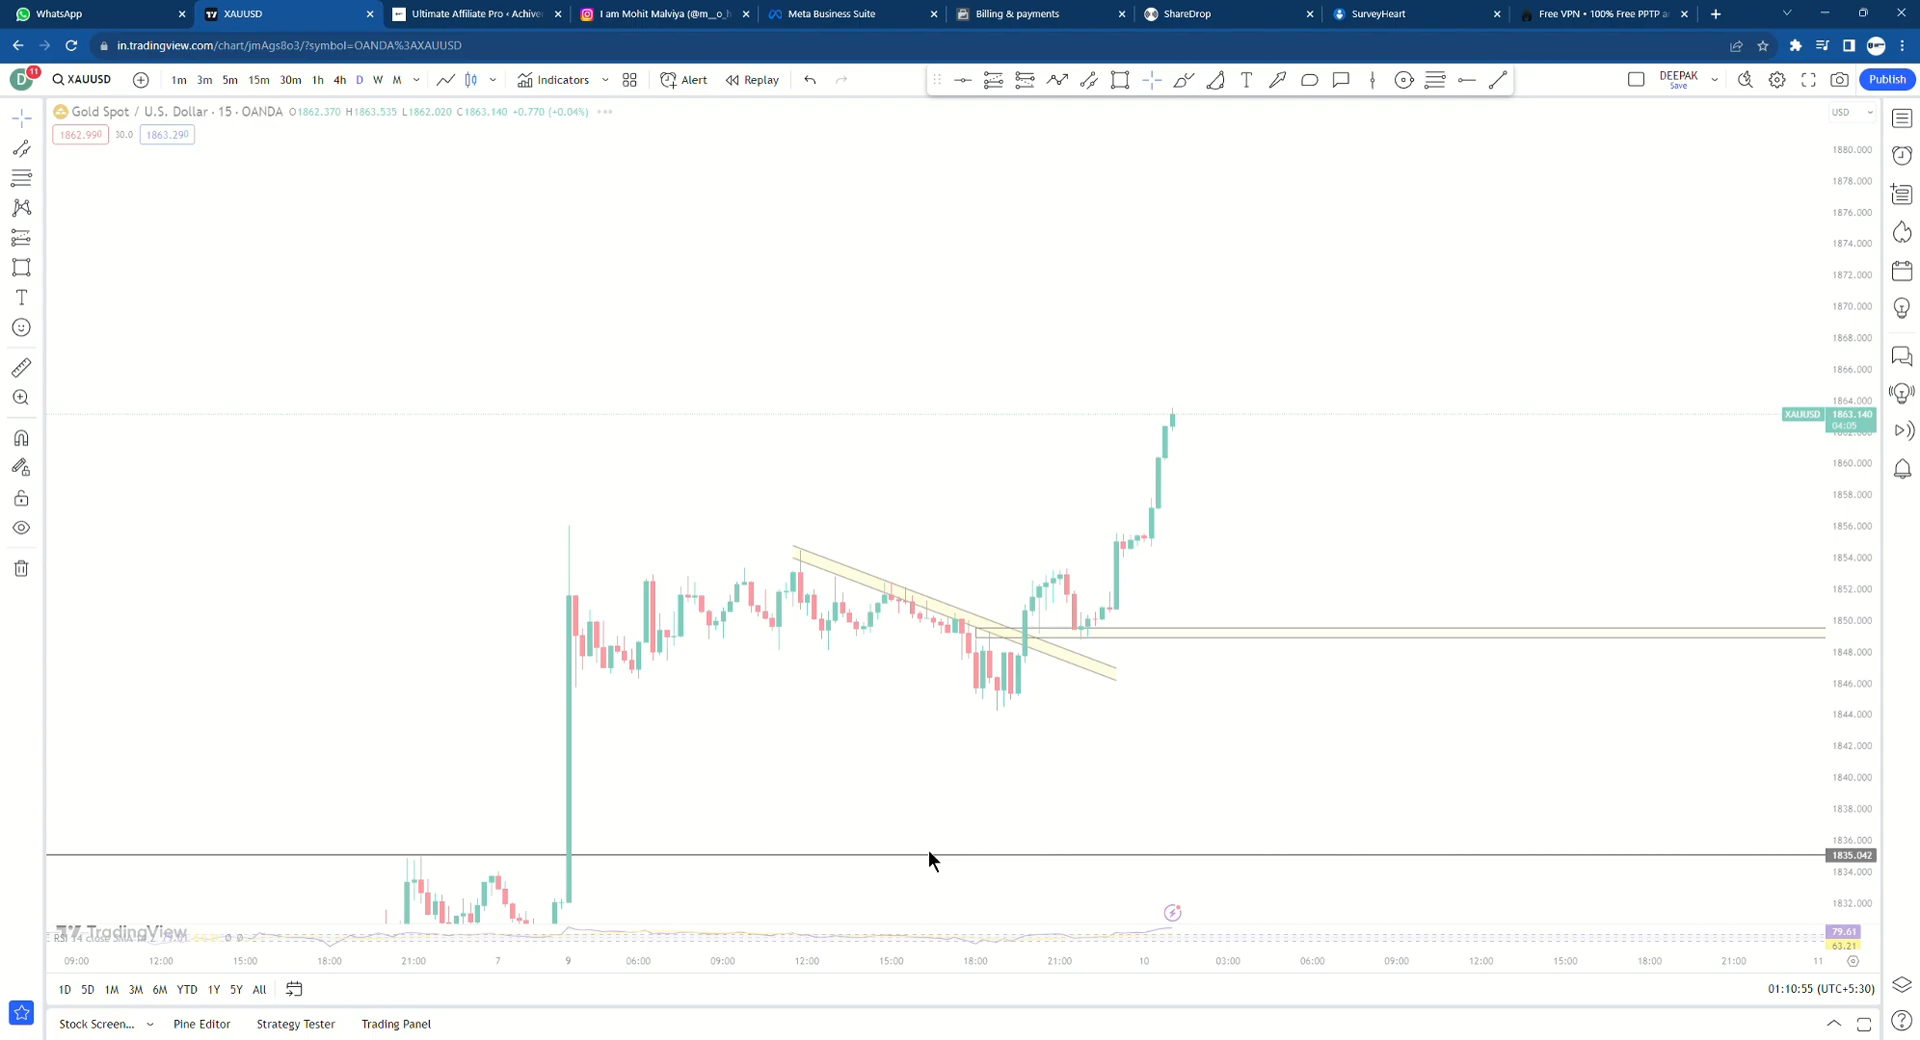 WhatsApp
XAUUSD
Ultimate Affiliate Pro ‹ Achive
I am Mohit Malviya (@m__o_h
Meta Business Suite
Billing & payments
ShareDrop
SurveyHeart
Free VPN • 100% Free PPTP a
in.tradingview.com/chart/jmAgs8o3/?symbol=OANDA%3AXAUUSD
D 11
XAUUSD
1m 3m 5m 15m 30m 1h 4h D W M
Indicators
Alert
Replay
DEEPAK
Save
Publish
Gold Spot / U.S. Dollar · 15 · OANDA O1862.370 H1863.535 L1862.020 C1863.140 +0.770 (+0.04%)
USD
1862.990 30.0 1863.290
1880.000
1878.000
1876.000
1874.000
1872.000
1870.000
1868.000
1866.000
1864.000
XAUUSD 1863.140
04:05
1860.000
1858.000
1856.000
1854.000
1852.000
1850.000
1848.000
1846.000
1844.000
1842.000
1840.000
1838.000
1836.000
1835.042
1834.000
1832.000
TradingView
RSI 14 close SMA 14 2 79.61
79.61
63.21
09:00 12:00 15:00 18:00 21:00 7 9 06:00 09:00 12:00 15:00 18:00 21:00 10 03:00 06:00 09:00 12:00 15:00 18:00 21:00 11
1D 5D 1M 3M 6M YTD 1Y 5Y All
01:10:55 (UTC+5:30)
Stock Screen... Pine Editor Strategy Tester Trading Panel